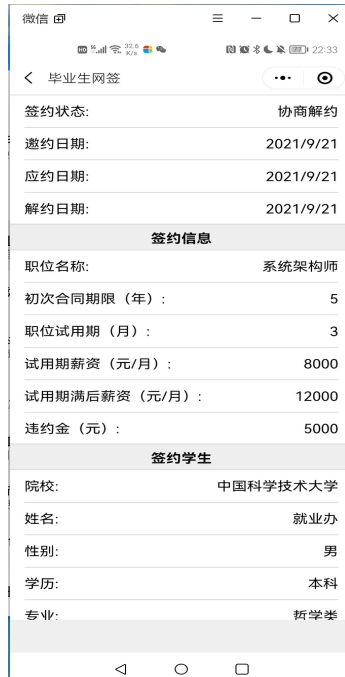 微信
HD 5G 32.6 K/s 22:33
毕业生网签
签约状态: 协商解约
邀约日期: 2021/9/21
应约日期: 2021/9/21
解约日期: 2021/9/21
签约信息
职位名称: 系统架构师
初次合同期限（年）: 5
职位试用期（月）: 3
试用期薪资（元/月）: 8000
试用期满后薪资（元/月）: 12000
违约金（元）: 5000
签约学生
院校: 中国科学技术大学
姓名: 就业办
性别: 男
学历: 本科
专业: 哲学类